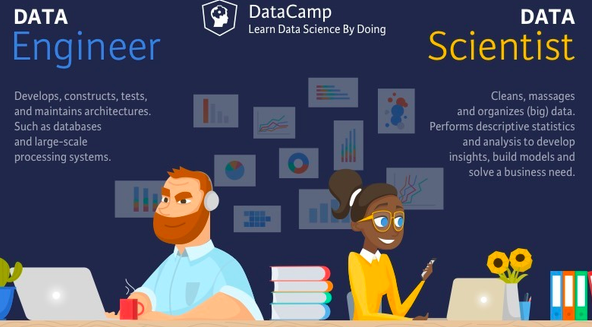 DATA
Engineer
Develops, constructs, tests,
and maintains architectures.
Such as databases
and large-scale
processing systems.
DataCamp
Learn Data Science By Doing
DATA
Scientist
Cleans, massages
and organizes (big) data.
Performs descriptive statistics
and analysis to develop
insights, build models and
solve a business need.